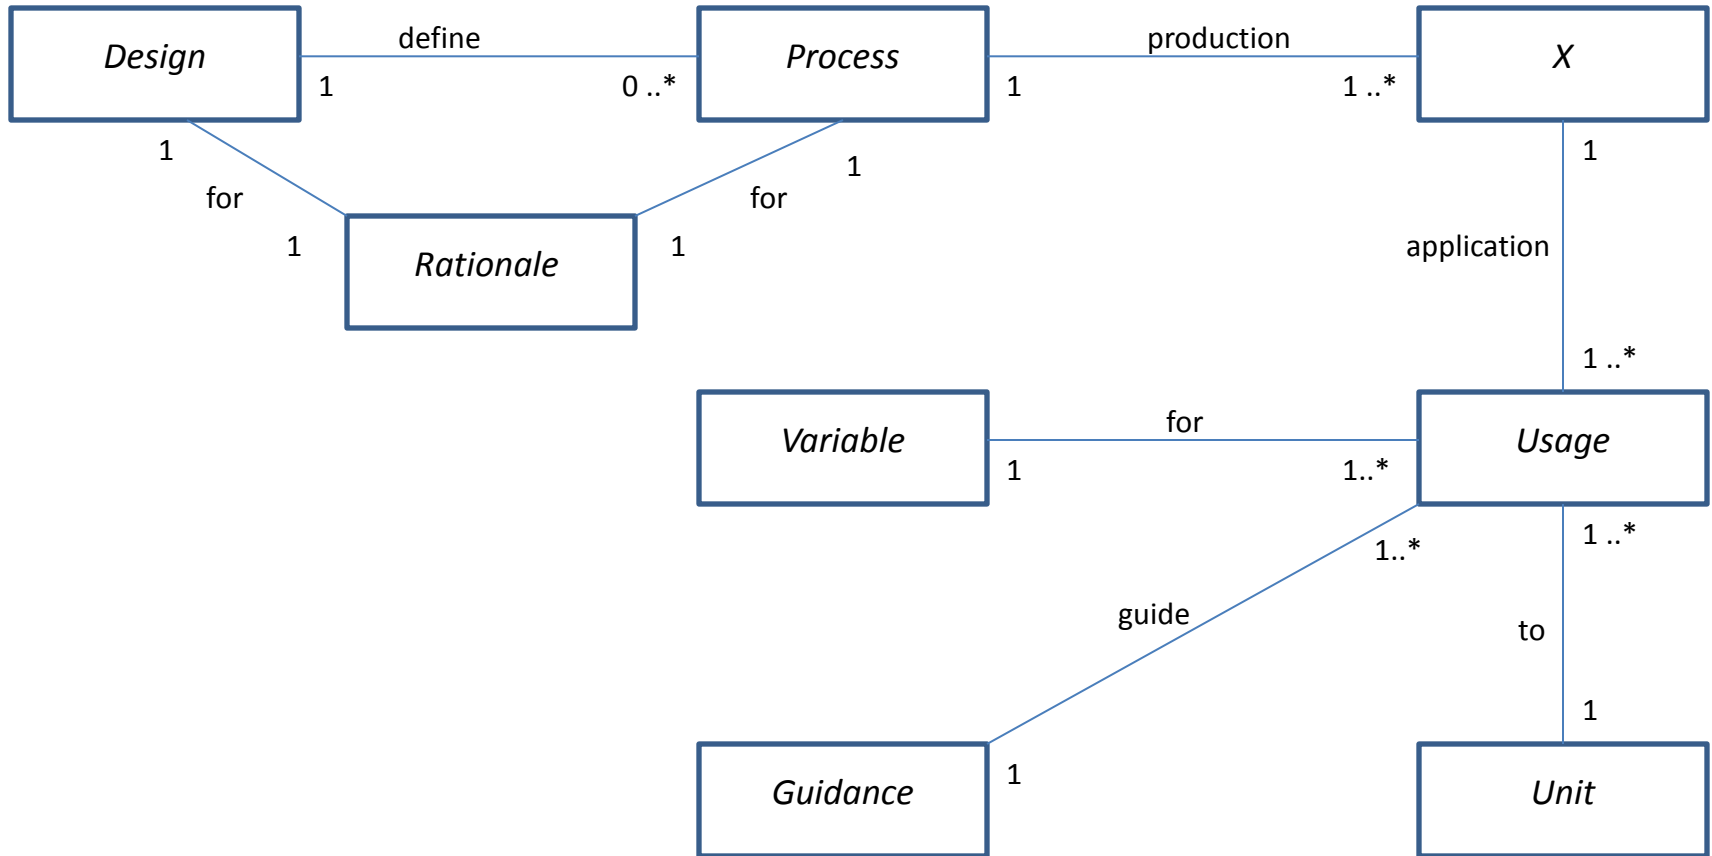 Design
define
Process
production
X
1
0 ..*
1
1 ..*
1
1
1
for
for
1
1
Rationale
application
1 ..*
Variable
for
Usage
1
1..*
1 ..*
1..*
guide
to
1
Guidance
1
Unit